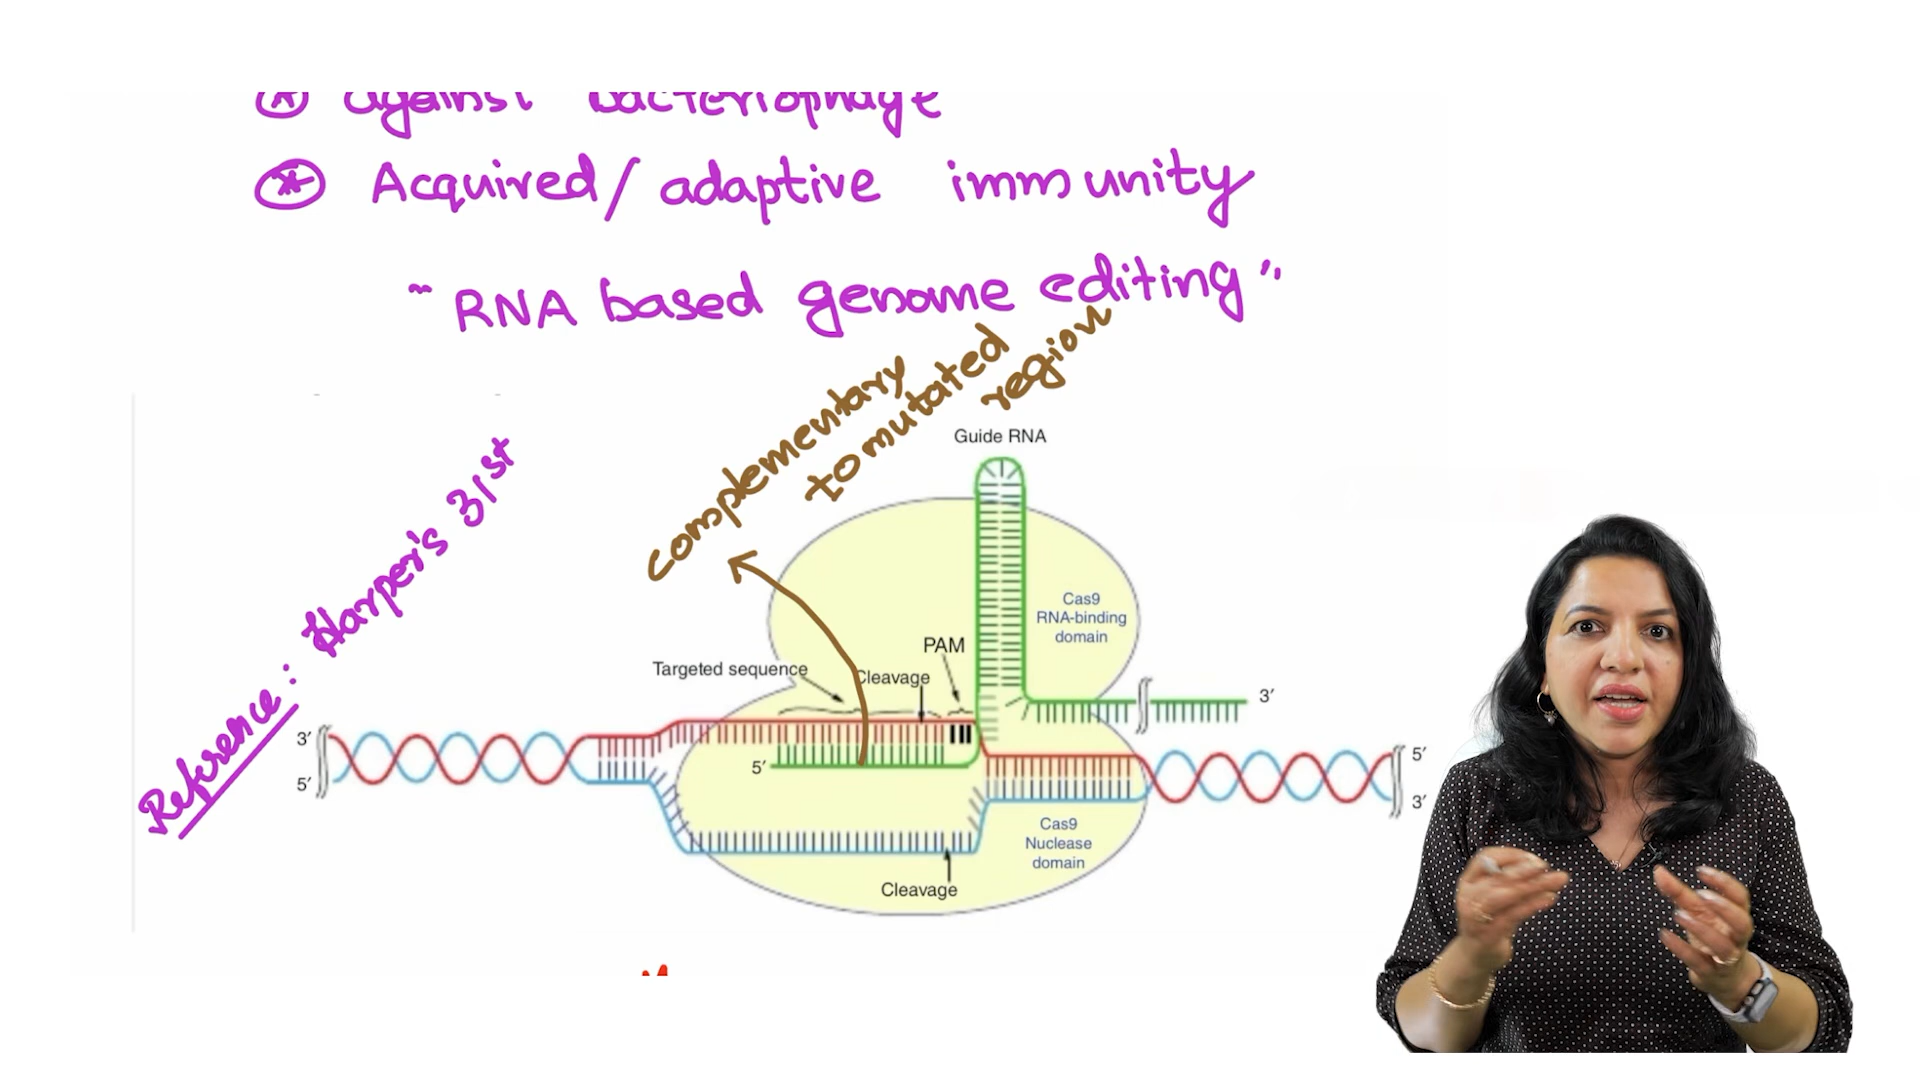 against bacteriophage
Acquired/ adaptive immunity
" RNA based genome editing "
complementary
to mutated
region
Reference : Harper's 31st
Guide RNA
Cas9
RNA-binding
domain
PAM
Targeted sequence
Cleavage
3′
3′
5′
5′
5′
3′
Cas9
Nuclease
domain
Cleavage